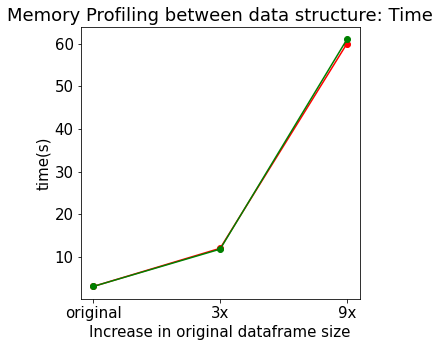 Memory Profiling between data structure: Time
60
50
40
30
20
10
time(s)
original 3x 9x
Increase in original dataframe size